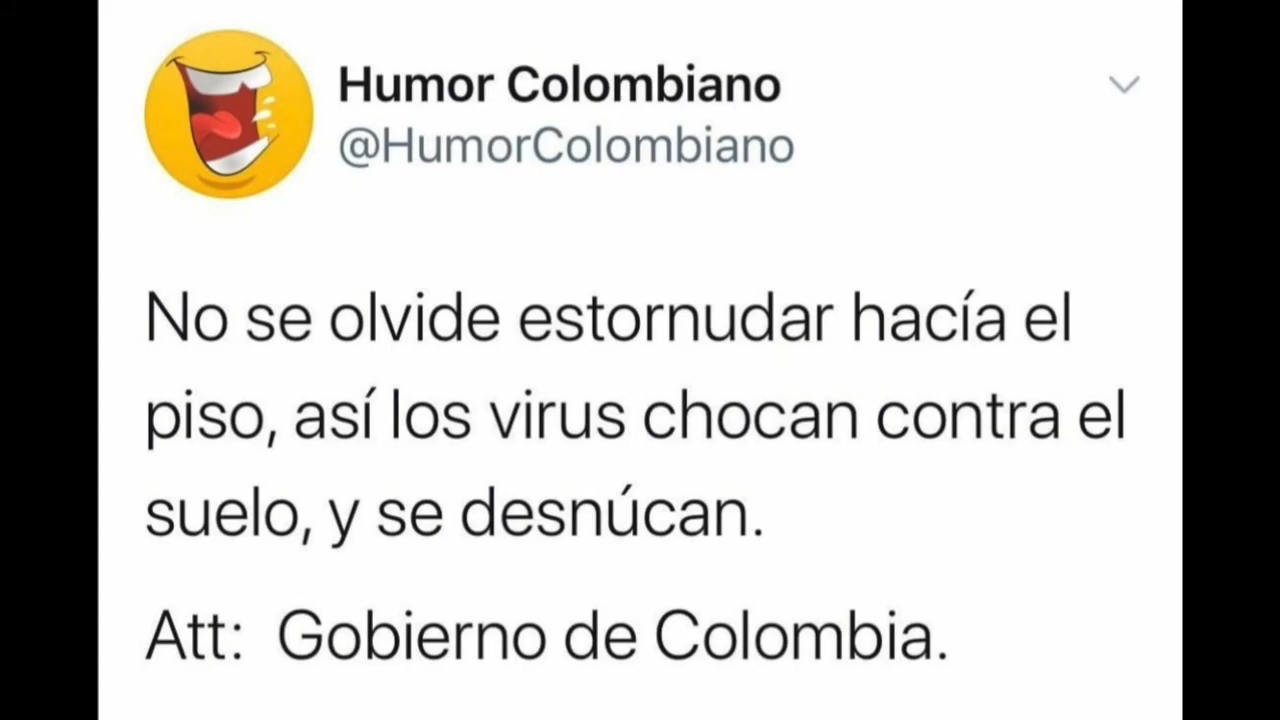 Humor Colombiano
@HumorColombiano
No se olvide estornudar hacía el
piso, así los virus chocan contra el
suelo, y se desnúcan.
Att: Gobierno de Colombia.